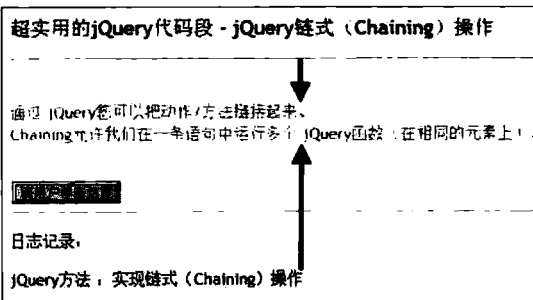 超实用的jQuery代码段 - jQuery链式（Chaining）操作
通过 jQuery您可以把动作/方法链接起来、
Chaining允许我们在一条语句中运行多个 jQuery函数（在相同的元素上）.
日志记录:
jQuery方法: 实现链式（Chaining）操作